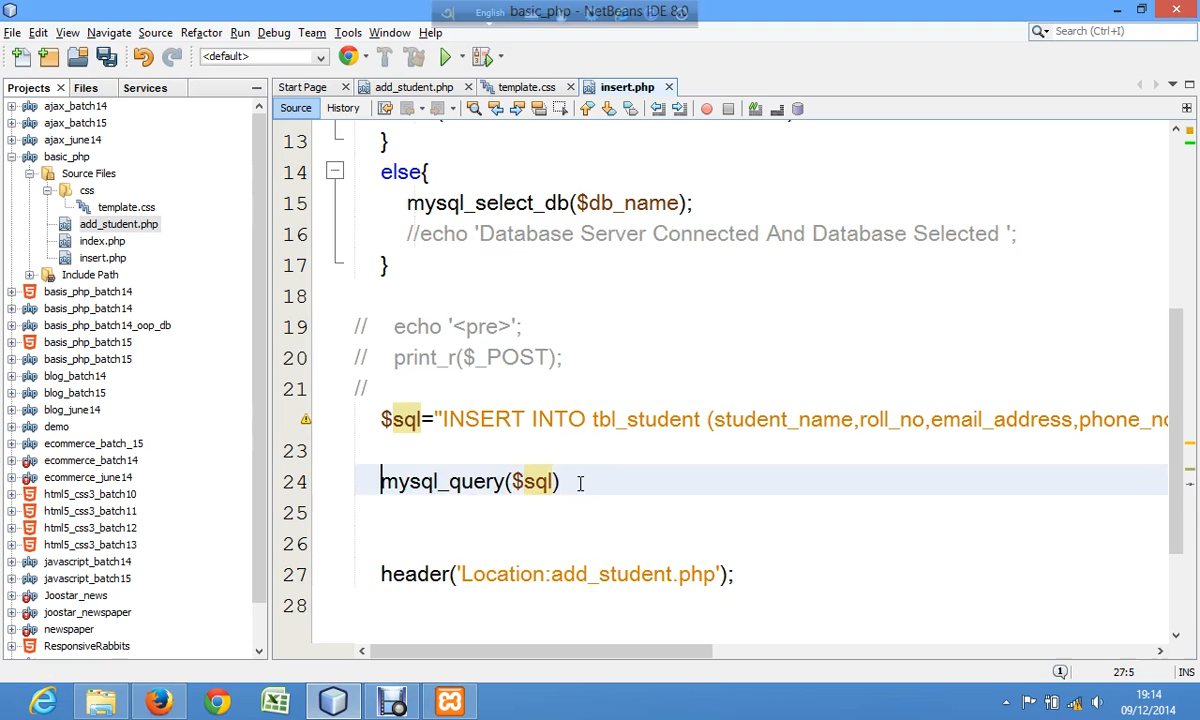 English
basic_php - NetBeans IDE 8.0
File Edit View Navigate Source Refactor Run Debug Team Tools Window Help
Search (Ctrl+I)
<default>
Projects Files Services
Start Page add_student.php template.css insert.php
Source History
ajax_batch14
ajax_batch15
ajax_june14
basic_php
Source Files
css
template.css
add_student.php
index.php
insert.php
Include Path
basis_php_batch14
basis_php_batch14
basis_php_batch14_oop_db
basis_php_batch15
basis_php_batch15
blog_batch14
blog_batch15
blog_june14
demo
ecommerce_batch_15
ecommerce_batch14
ecommerce_june14
html5_css3_batch10
html5_css3_batch11
html5_css3_batch12
html5_css3_batch13
javascript_batch14
javascript_batch15
Joostar_news
joostar_newspaper
newspaper
ResponsiveRabbits
13 }
14 else{
15 mysql_select_db($db_name);
16 //echo 'Database Server Connected And Database Selected ';
17 }
18
19 // echo '<pre>';
20 // print_r($_POST);
21 //
$sql="INSERT INTO tbl_student (student_name,roll_no,email_address,phone_no
23
24 mysql_query($sql)
25
26
27 header('Location:add_student.php');
28
1
27:5
INS
19:14
09/12/2014